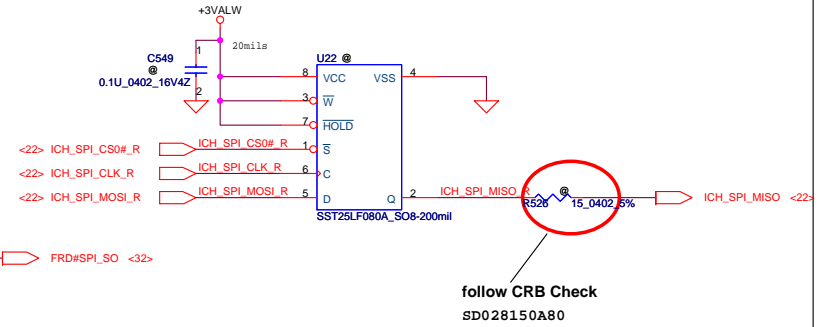 +3VALW
20mils
C549
@
0.1U_0402_16V4Z
1
2
U22 @
8 VCC VSS 4
3 W
7 HOLD
<22> ICH_SPI_CS0#_R ICH_SPI_CS0#_R 1 S
<22> ICH_SPI_CLK_R ICH_SPI_CLK_R 6 C
<22> ICH_SPI_MOSI_R ICH_SPI_MOSI_R 5 D Q 2 ICH_SPI_MISO_R @ ICH_SPI_MISO <22>
R526 15_0402_5%
SST25LF080A_SO8-200mil
FRD#SPI_SO <32>
follow CRB Check
SD028150A80